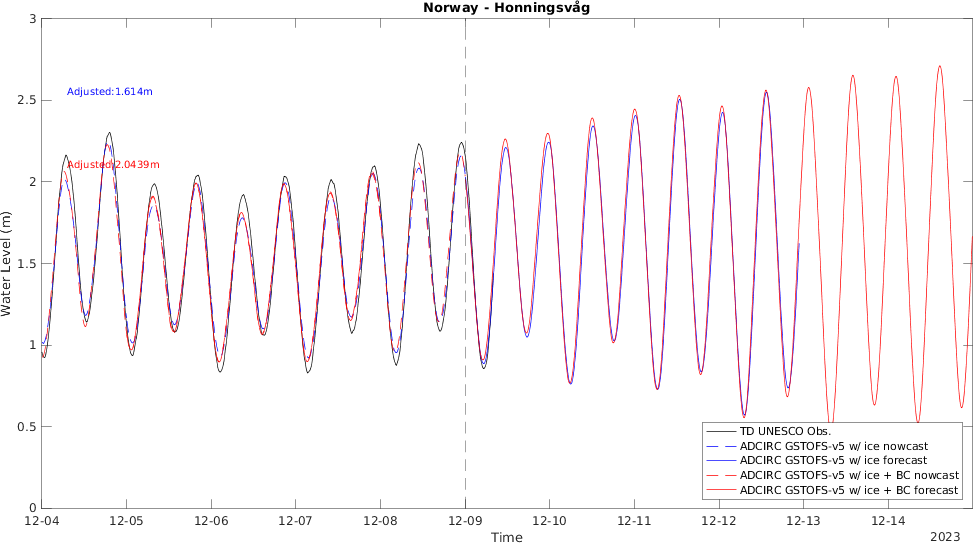 Norway - Honningsvåg
3
2.5
2
1.5
1
0.5
0
Water Level (m)
Adjusted:1.614m
Adjusted:2.0439m
TD UNESCO Obs.
ADCIRC GSTOFS-v5 w/ ice nowcast
ADCIRC GSTOFS-v5 w/ ice forecast
ADCIRC GSTOFS-v5 w/ ice + BC nowcast
ADCIRC GSTOFS-v5 w/ ice + BC forecast
12-04 12-05 12-06 12-07 12-08 12-09 12-10 12-11 12-12 12-13 12-14
Time
2023